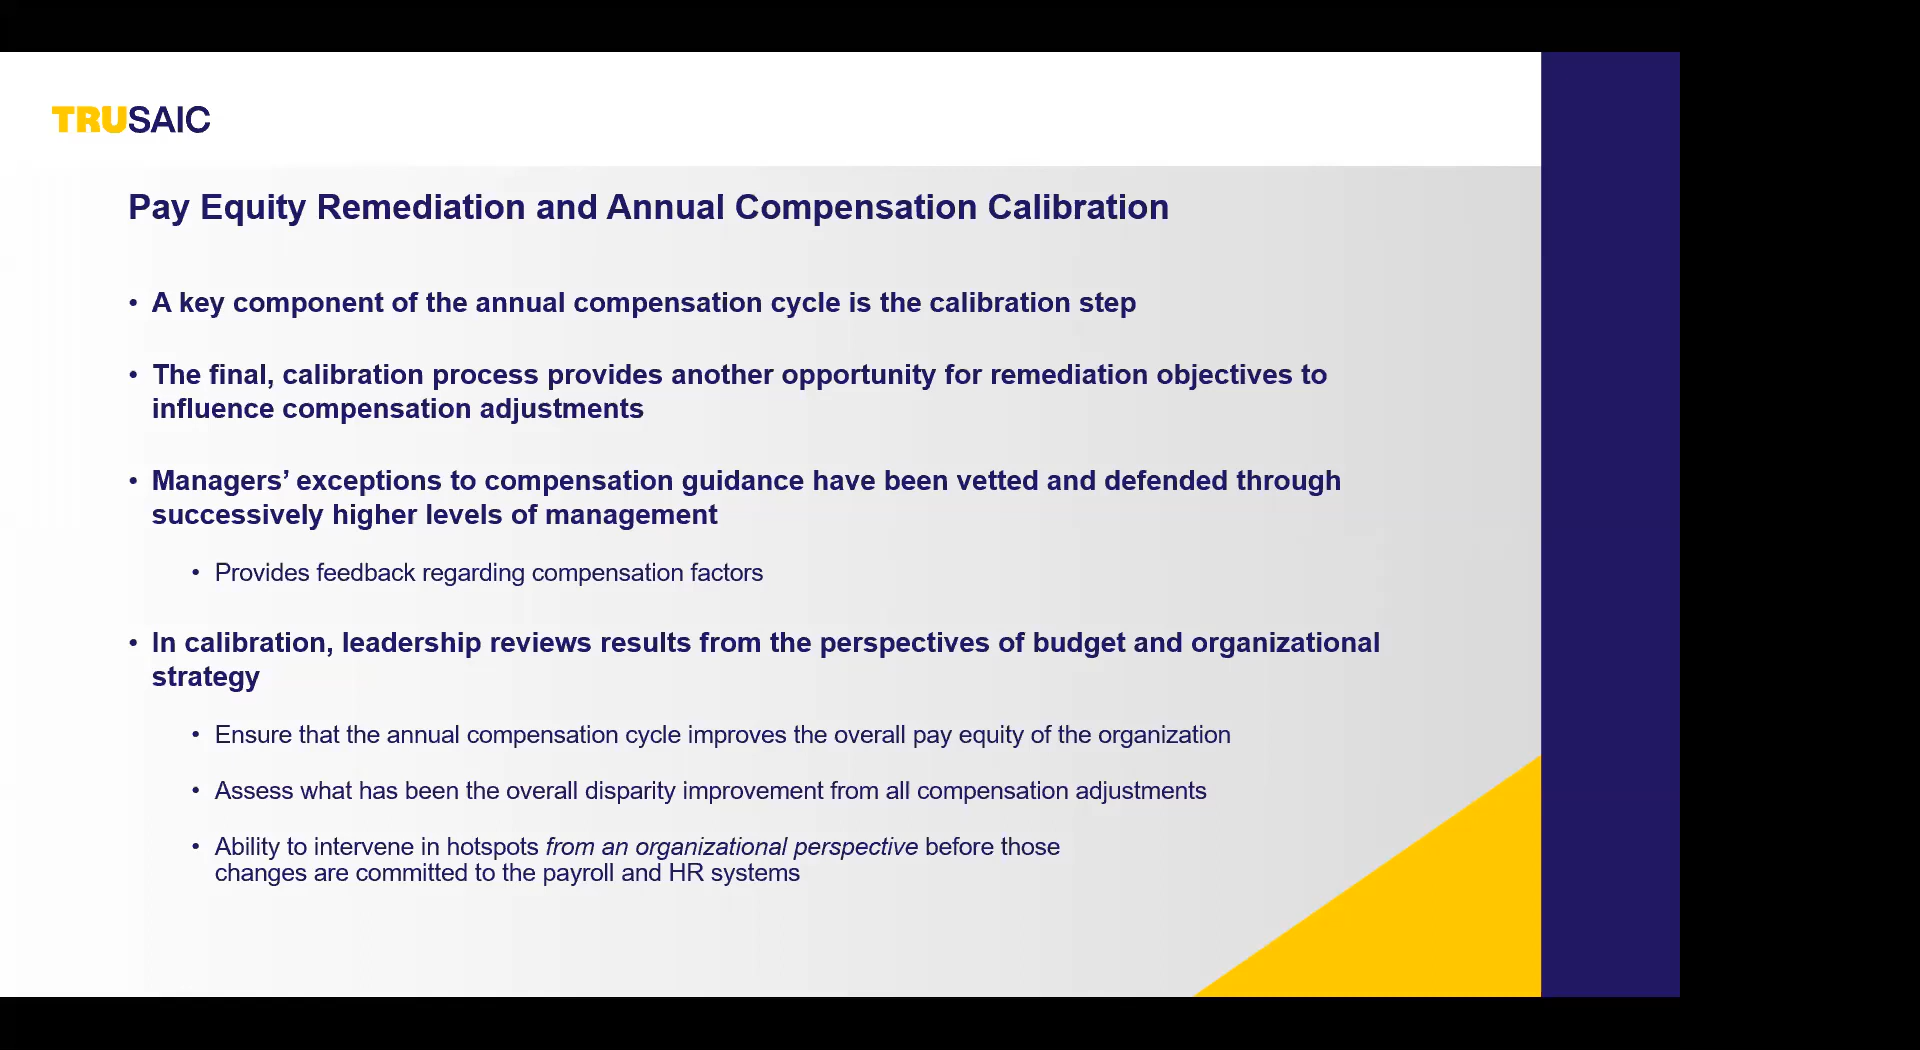 TRUSAIC
Pay Equity Remediation and Annual Compensation Calibration
• A key component of the annual compensation cycle is the calibration step
• The final, calibration process provides another opportunity for remediation objectives to
influence compensation adjustments
• Managers’ exceptions to compensation guidance have been vetted and defended through
successively higher levels of management
• Provides feedback regarding compensation factors
• In calibration, leadership reviews results from the perspectives of budget and organizational
strategy
• Ensure that the annual compensation cycle improves the overall pay equity of the organization
• Assess what has been the overall disparity improvement from all compensation adjustments
• Ability to intervene in hotspots from an organizational perspective before those
changes are committed to the payroll and HR systems